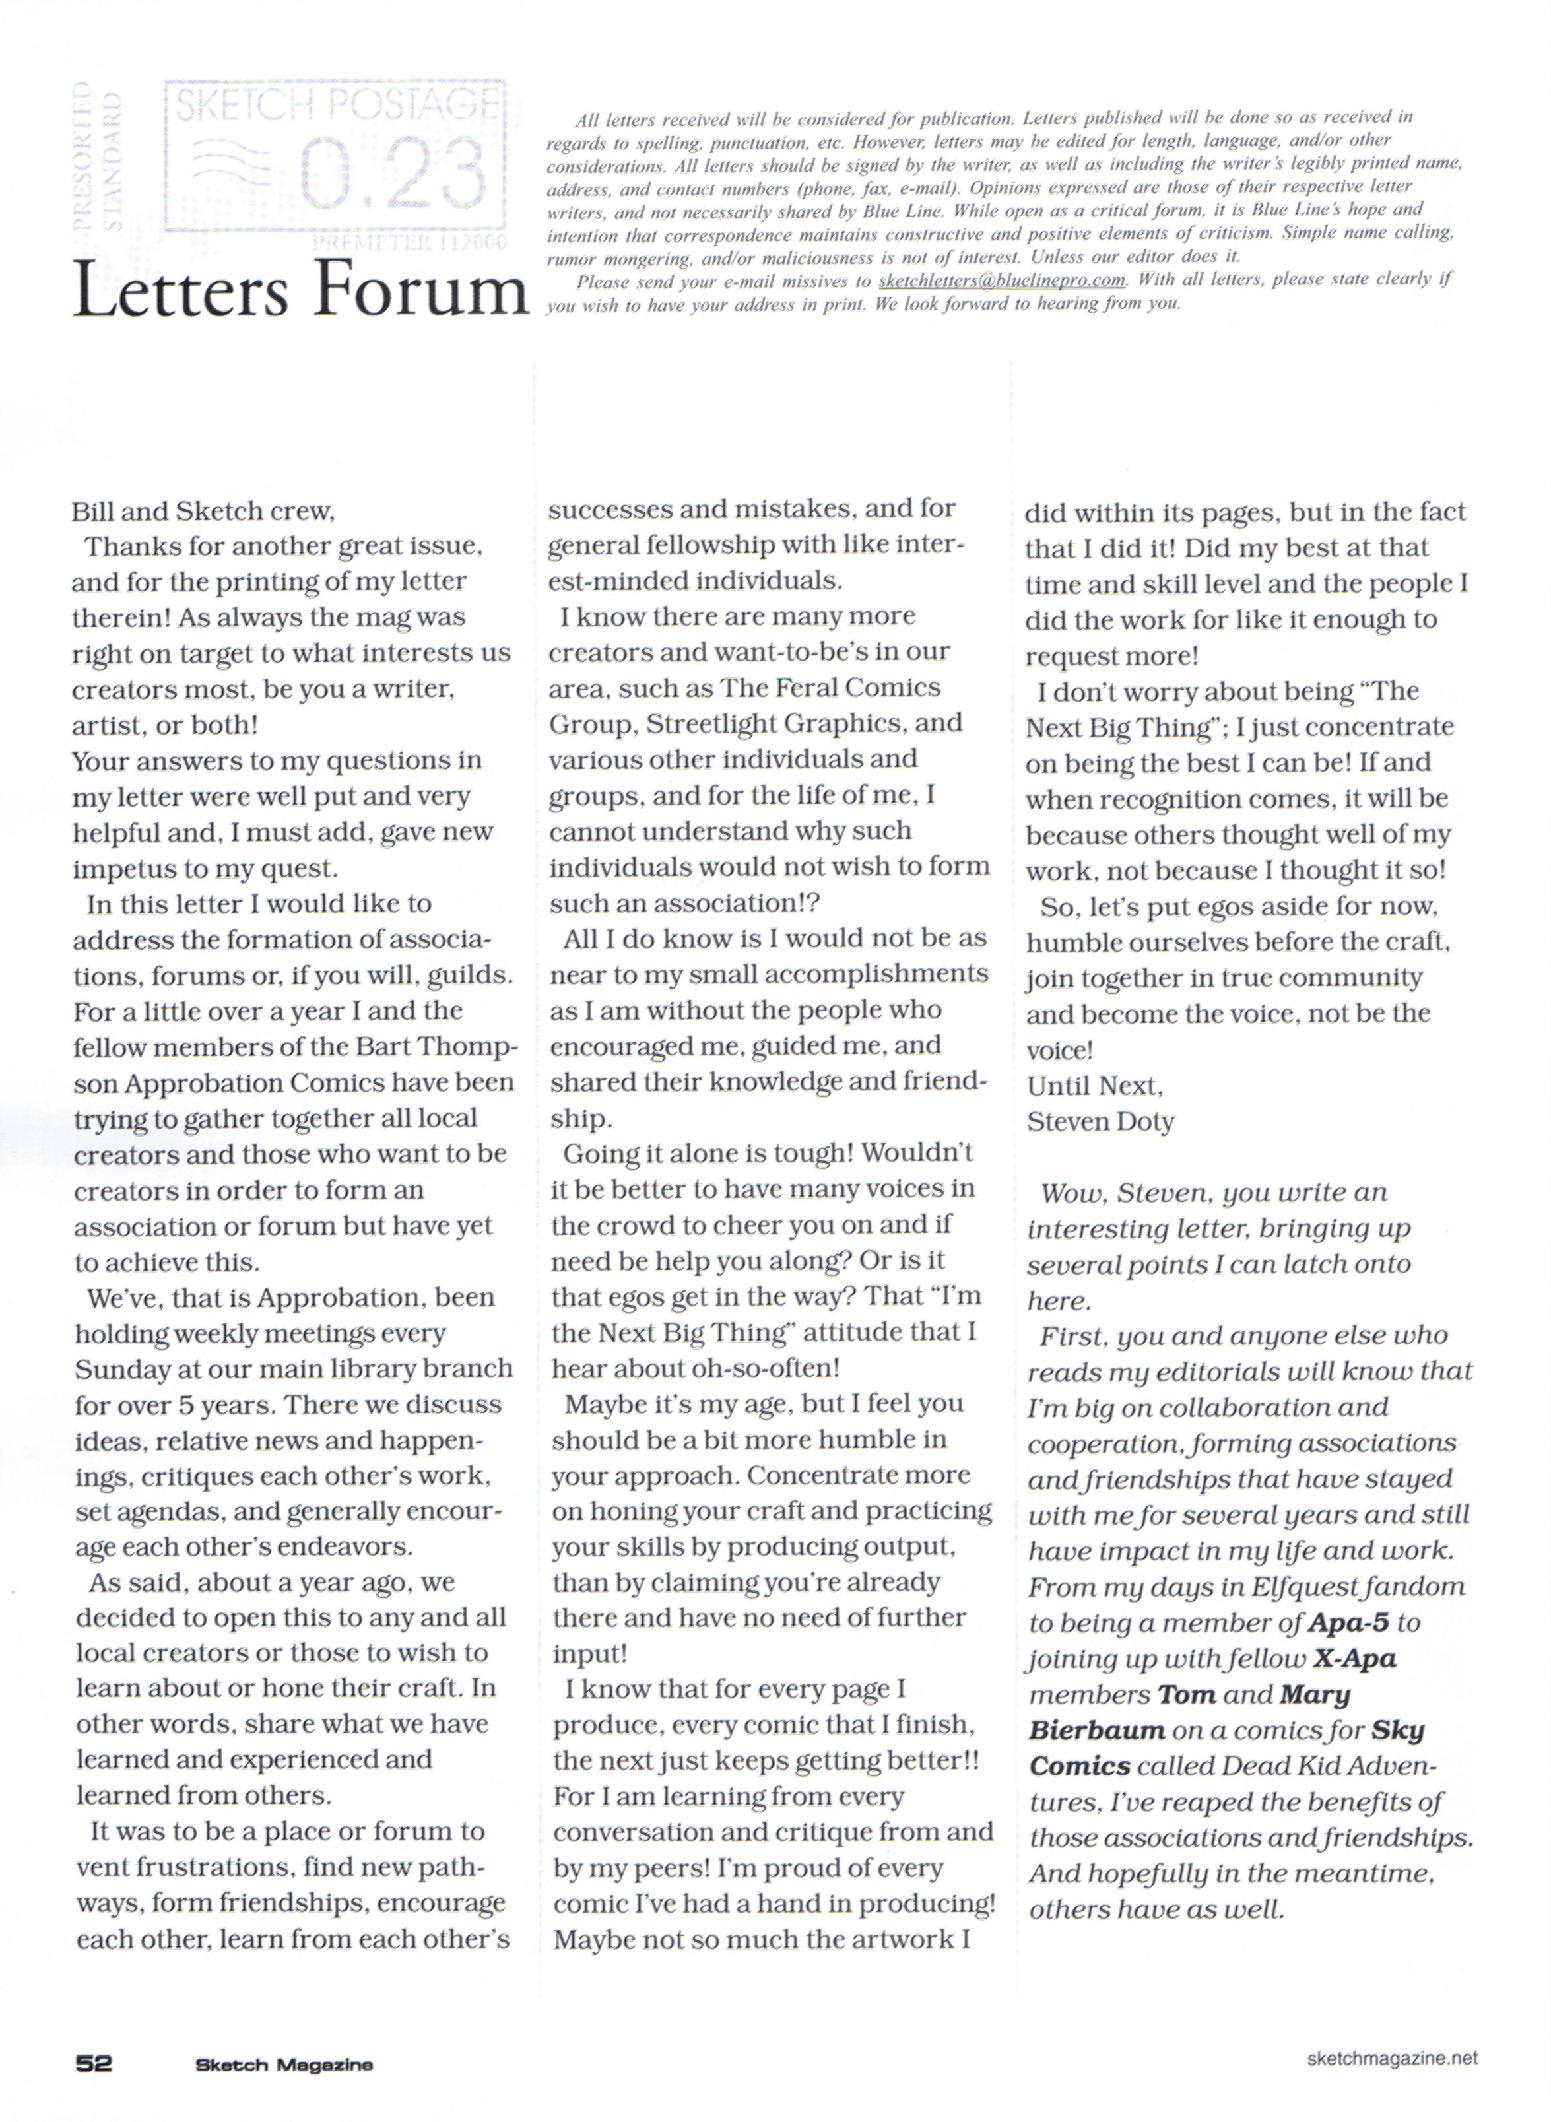 PRESORTED
STANDARD
SKETCH POSTAGE
0.23
PREMETER 112000
Letters Forum
All letters received will be considered for publication. Letters published will be done so as received in
regards to spelling, punctuation, etc. However, letters may be edited for length, language, and/or other
considerations. All letters should be signed by the writer, as well as including the writer's legibly printed name,
address, and contact numbers (phone, fax, e-mail). Opinions expressed are those of their respective letter
writers, and not necessarily shared by Blue Line. While open as a critical forum, it is Blue Line's hope and
intention that correspondence maintains constructive and positive elements of criticism. Simple name calling,
rumor mongering, and/or maliciousness is not of interest. Unless our editor does it.
Please send your e-mail missives to sketchletters@bluelinepro.com. With all letters, please state clearly if
you wish to have your address in print. We look forward to hearing from you.
Bill and Sketch crew,
Thanks for another great issue,
and for the printing of my letter
therein! As always the mag was
right on target to what interests us
creators most, be you a writer,
artist, or both!
Your answers to my questions in
my letter were well put and very
helpful and, I must add, gave new
impetus to my quest.
In this letter I would like to
address the formation of associa-
tions, forums or, if you will, guilds.
For a little over a year I and the
fellow members of the Bart Thomp-
son Approbation Comics have been
trying to gather together all local
creators and those who want to be
creators in order to form an
association or forum but have yet
to achieve this.
We've, that is Approbation, been
holding weekly meetings every
Sunday at our main library branch
for over 5 years. There we discuss
ideas, relative news and happen-
ings, critiques each other's work,
set agendas, and generally encour-
age each other's endeavors.
As said, about a year ago, we
decided to open this to any and all
local creators or those to wish to
learn about or hone their craft. In
other words, share what we have
learned and experienced and
learned from others.
It was to be a place or forum to
vent frustrations, find new path-
ways, form friendships, encourage
each other, learn from each other's
successes and mistakes, and for
general fellowship with like inter-
est-minded individuals.
I know there are many more
creators and want-to-be's in our
area, such as The Feral Comics
Group, Streetlight Graphics, and
various other individuals and
groups, and for the life of me, I
cannot understand why such
individuals would not wish to form
such an association!?
All I do know is I would not be as
near to my small accomplishments
as I am without the people who
encouraged me, guided me, and
shared their knowledge and friend-
ship.
Going it alone is tough! Wouldn't
it be better to have many voices in
the crowd to cheer you on and if
need be help you along? Or is it
that egos get in the way? That "I'm
the Next Big Thing" attitude that I
hear about oh-so-often!
Maybe it's my age, but I feel you
should be a bit more humble in
your approach. Concentrate more
on honing your craft and practicing
your skills by producing output,
than by claiming you're already
there and have no need of further
input!
I know that for every page I
produce, every comic that I finish,
the next just keeps getting better!!
For I am learning from every
conversation and critique from and
by my peers! I'm proud of every
comic I've had a hand in producing!
Maybe not so much the artwork I
did within its pages, but in the fact
that I did it! Did my best at that
time and skill level and the people I
did the work for like it enough to
request more!
I don't worry about being "The
Next Big Thing"; I just concentrate
on being the best I can be! If and
when recognition comes, it will be
because others thought well of my
work, not because I thought it so!
So, let's put egos aside for now,
humble ourselves before the craft,
join together in true community
and become the voice, not be the
voice!
Until Next,
Steven Doty
Wow, Steven, you write an
interesting letter, bringing up
several points I can latch onto
here.
First, you and anyone else who
reads my editorials will know that
I'm big on collaboration and
cooperation, forming associations
and friendships that have stayed
with me for several years and still
have impact in my life and work.
From my days in Elfquest fandom
to being a member of Apa-5 to
joining up with fellow X-Apa
members Tom and Mary
Bierbaum on a comics for Sky
Comics called Dead Kid Adven-
tures, I've reaped the benefits of
those associations and friendships.
And hopefully in the meantime,
others have as well.
52 Sketch Magazine
sketchmagazine.net